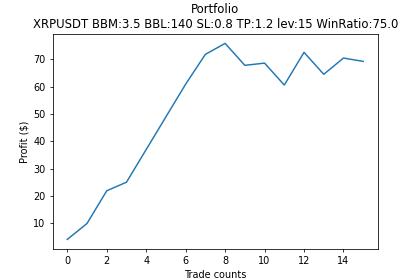 Portfolio
XRPUSDT BBM:3.5 BBL:140 SL:0.8 TP:1.2 lev:15 WinRatio:75.0
Profit ($)
70
60
50
40
30
20
10
0 2 4 6 8 10 12 14
Trade counts